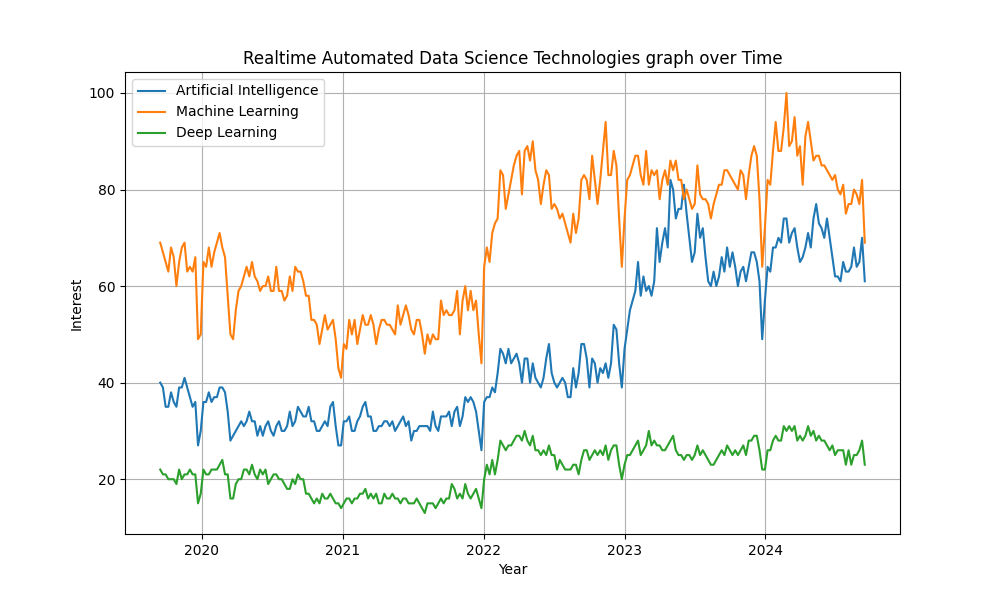 Realtime Automated Data Science Technologies graph over Time
Artificial Intelligence
Machine Learning
Deep Learning
Interest
100
80
60
40
20
2020
2021
2022
2023
2024
Year